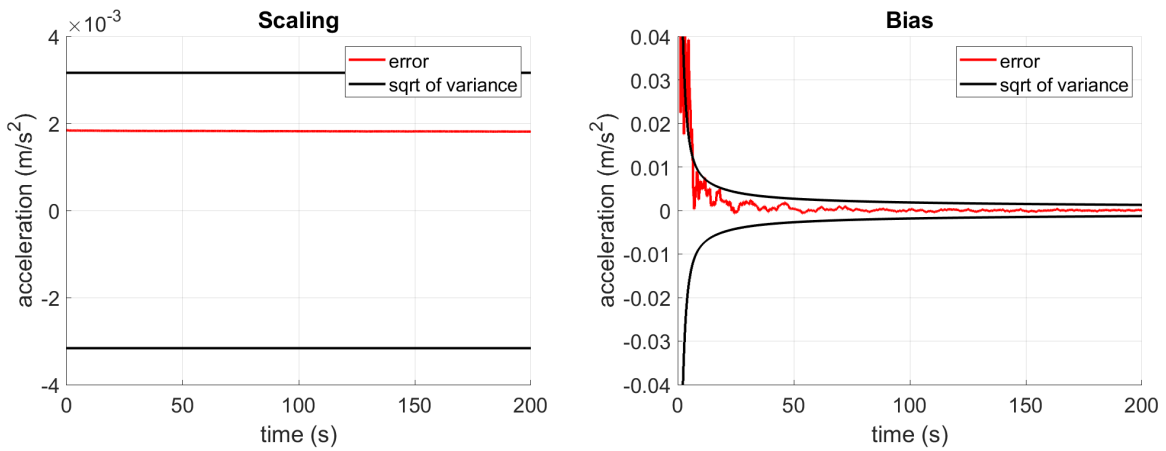 Scaling
×10⁻³
4
2
0
-2
-4
0 50 100 150 200
acceleration (m/s²)
time (s)
error
sqrt of variance
Bias
0.04
0.03
0.02
0.01
0
-0.01
-0.02
-0.03
-0.04
0 50 100 150 200
acceleration (m/s²)
time (s)
error
sqrt of variance